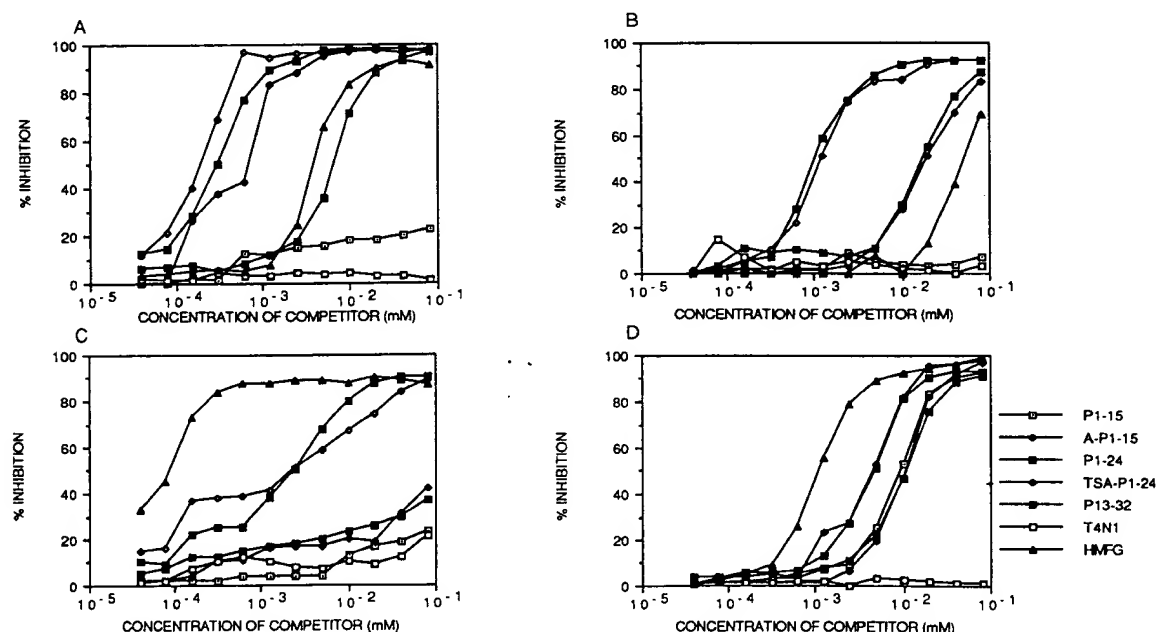 A
% INHIBITION
100
80
60
40
20
0
10-5 10-4 10-3 10-2 10-1
CONCENTRATION OF COMPETITOR (mM)
B
% INHIBITION
100
80
60
40
20
0
10-5 10-4 10-3 10-2 10-1
CONCENTRATION OF COMPETITOR (mM)
C
% INHIBITION
100
80
60
40
20
0
10-5 10-4 10-3 10-2 10-1
CONCENTRATION OF COMPETITOR (mM)
D
% INHIBITION
100
80
60
40
20
0
10-5 10-4 10-3 10-2 10-1
CONCENTRATION OF COMPETITOR (mM)
P1-15
A-P1-15
P1-24
TSA-P1-24
P13-32
T4N1
HMFG